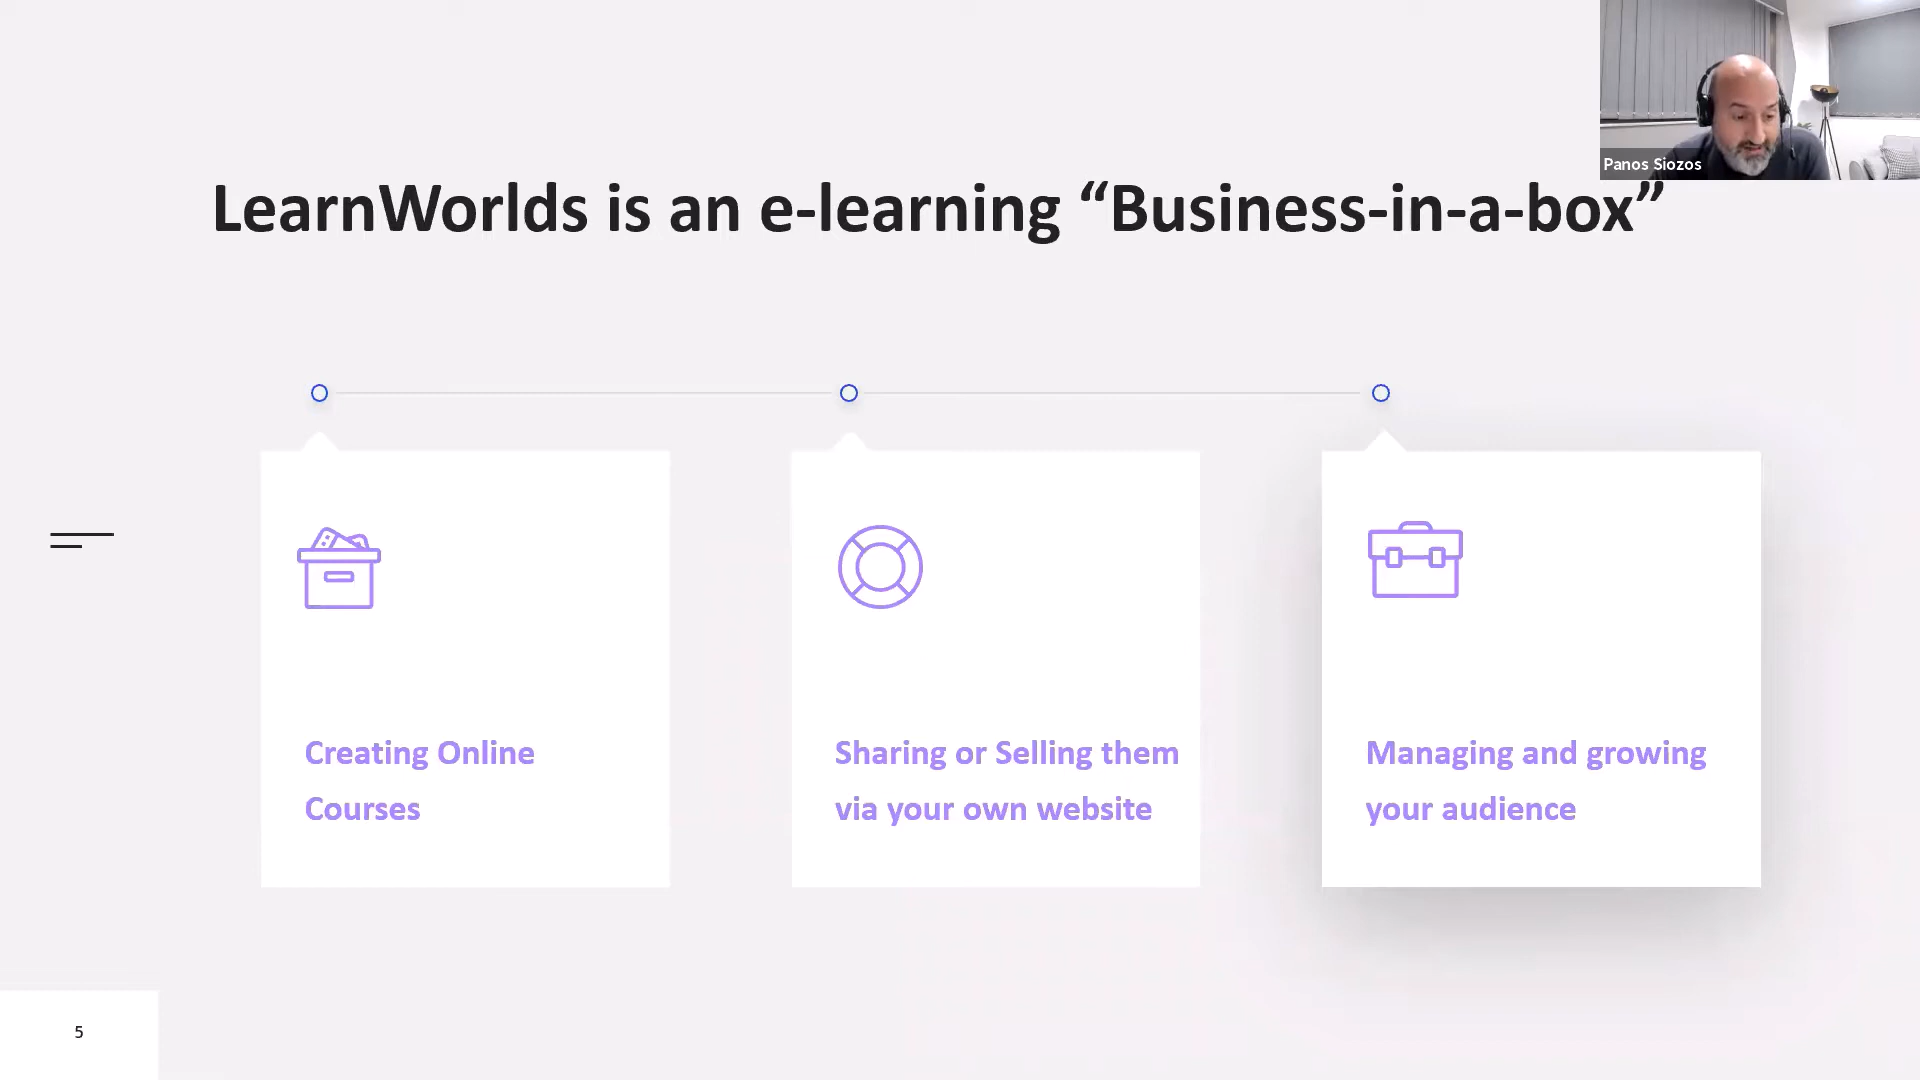 Panos Siozos
LearnWorlds is an e-learning “Business-in-a-box”
Creating Online
Courses
Sharing or Selling them
via your own website
Managing and growing
your audience
5